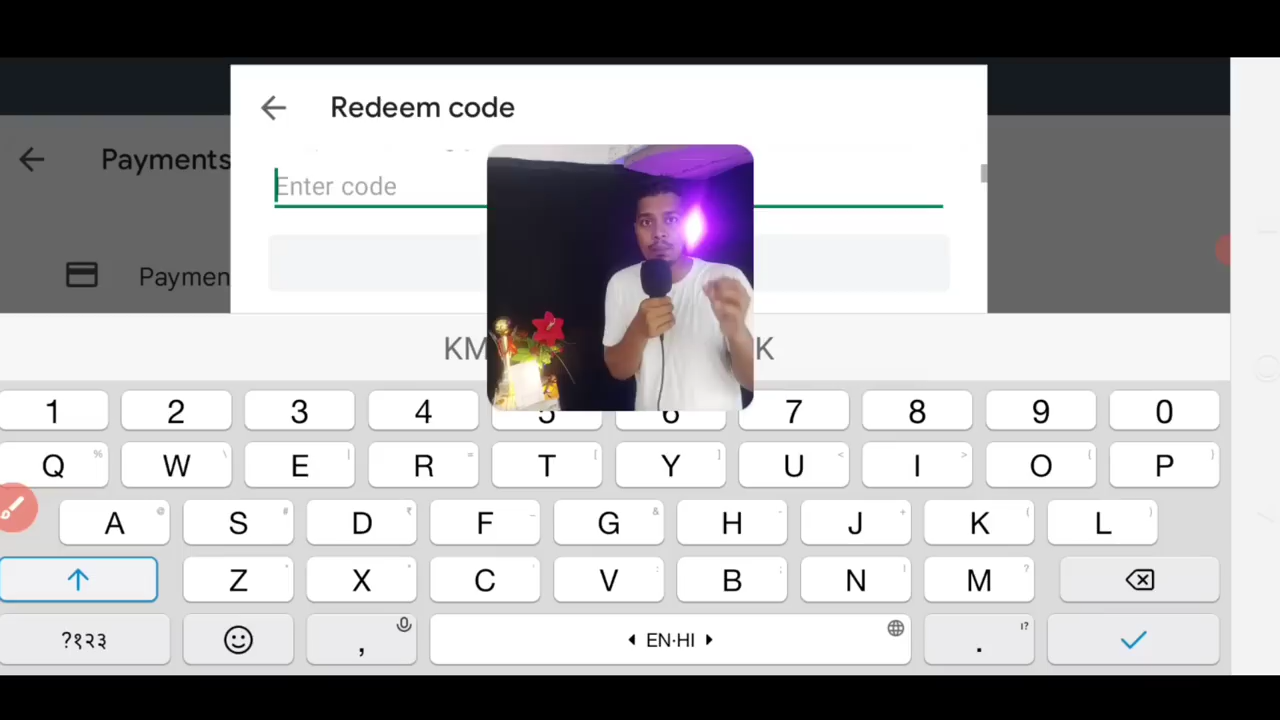 Redeem code
Payments
Enter code
Paymen
KM K
1 2 3 4 5 6 7 8 9 0
Q % W \ E | R = T [ Y ] U < I > O { P }
A @ S # D ₹ F _ G & H - J + K ( L )
Z X C V : B ; N ! M ?
?१२३ , EN·HI . !?